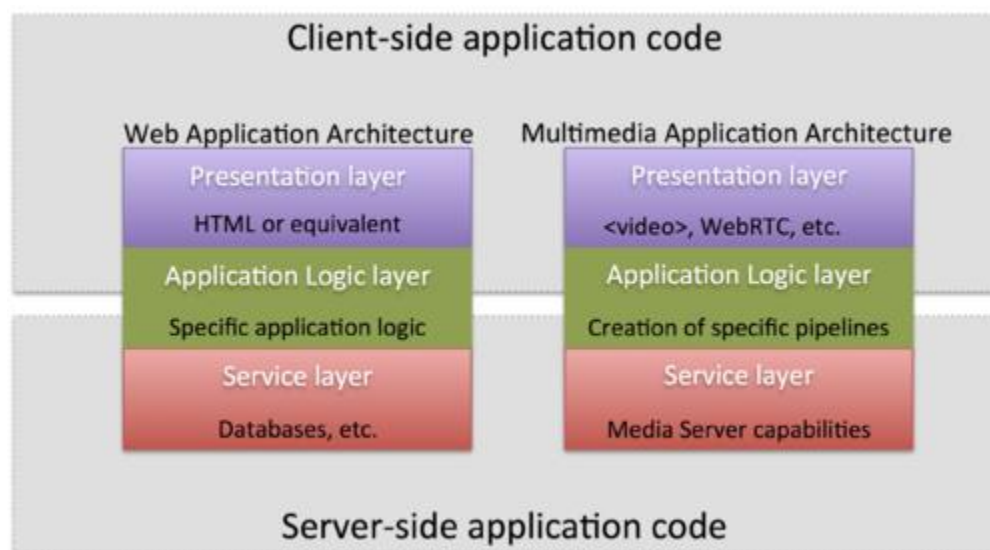 Client-side application code
Web Application Architecture
Presentation layer
HTML or equivalent
Application Logic layer
Specific application logic
Service layer
Databases, etc.
Multimedia Application Architecture
Presentation layer
<video>, WebRTC, etc.
Application Logic layer
Creation of specific pipelines
Service layer
Media Server capabilities
Server-side application code